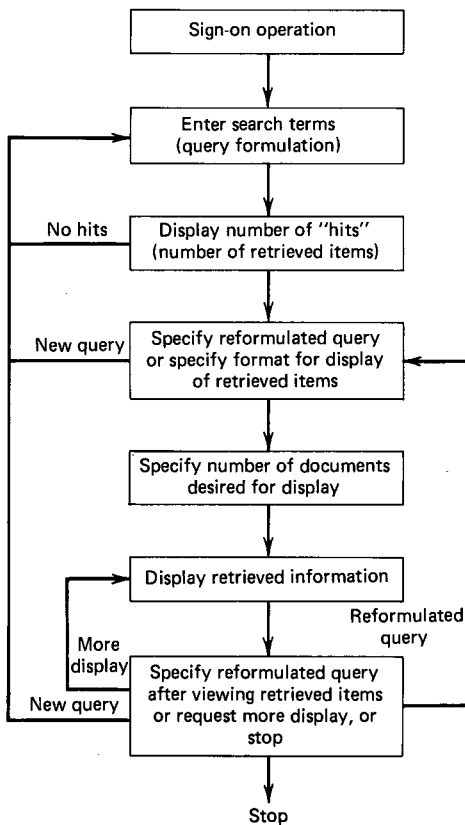 Sign-on operation
Enter search terms
(query formulation)
No hits
Display number of "hits"
(number of retrieved items)
New query
Specify reformulated query
or specify format for display
of retrieved items
Specify number of documents
desired for display
Display retrieved information
More
display
Reformulated
query
New query
Specify reformulated query
after viewing retrieved items
or request more display, or
stop
Stop